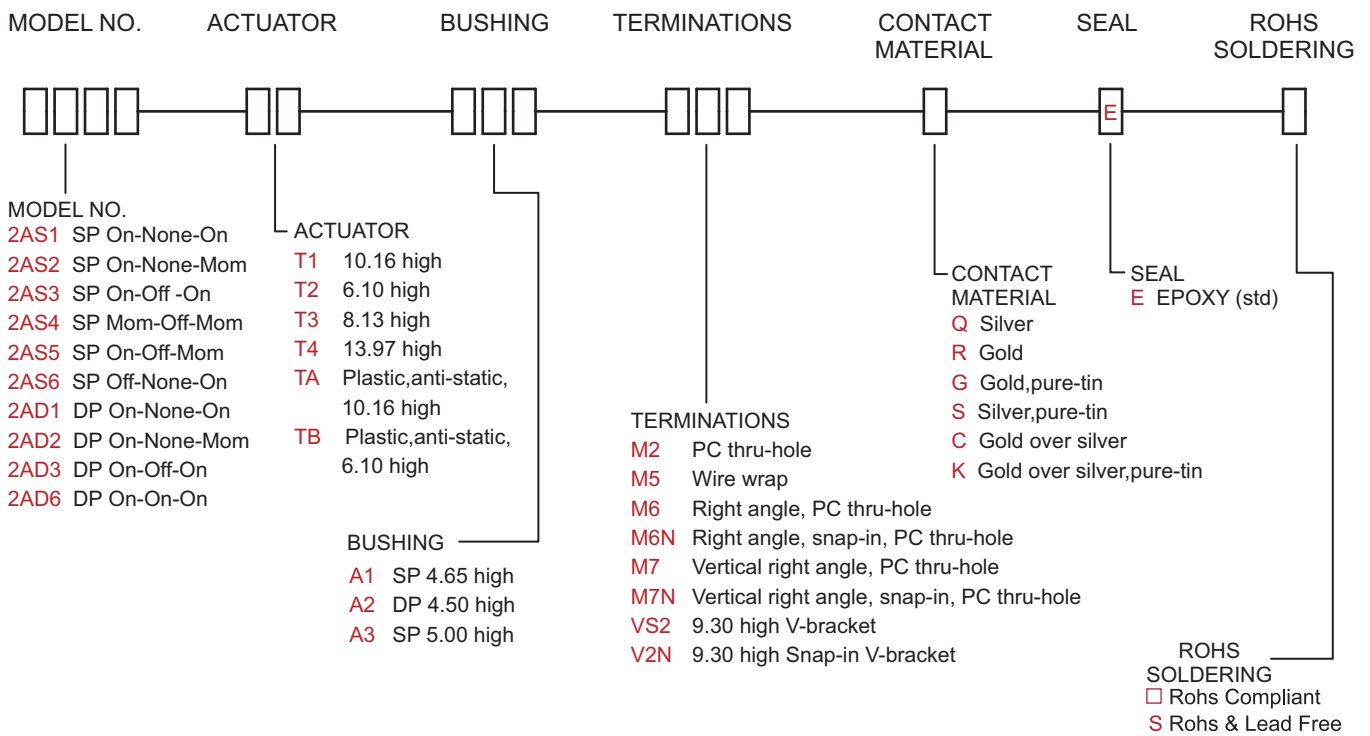 MODEL NO. ACTUATOR BUSHING TERMINATIONS CONTACT MATERIAL SEAL ROHS SOLDERING
E
MODEL NO.
2AS1 SP On-None-On
2AS2 SP On-None-Mom
2AS3 SP On-Off -On
2AS4 SP Mom-Off-Mom
2AS5 SP On-Off-Mom
2AS6 SP Off-None-On
2AD1 DP On-None-On
2AD2 DP On-None-Mom
2AD3 DP On-Off-On
2AD6 DP On-On-On
ACTUATOR
T1 10.16 high
T2 6.10 high
T3 8.13 high
T4 13.97 high
TA Plastic,anti-static,
10.16 high
TB Plastic,anti-static,
6.10 high
BUSHING
A1 SP 4.65 high
A2 DP 4.50 high
A3 SP 5.00 high
TERMINATIONS
M2 PC thru-hole
M5 Wire wrap
M6 Right angle, PC thru-hole
M6N Right angle, snap-in, PC thru-hole
M7 Vertical right angle, PC thru-hole
M7N Vertical right angle, snap-in, PC thru-hole
VS2 9.30 high V-bracket
V2N 9.30 high Snap-in V-bracket
CONTACT
MATERIAL
Q Silver
R Gold
G Gold,pure-tin
S Silver,pure-tin
C Gold over silver
K Gold over silver,pure-tin
SEAL
E EPOXY (std)
ROHS
SOLDERING
□ Rohs Compliant
S Rohs & Lead Free